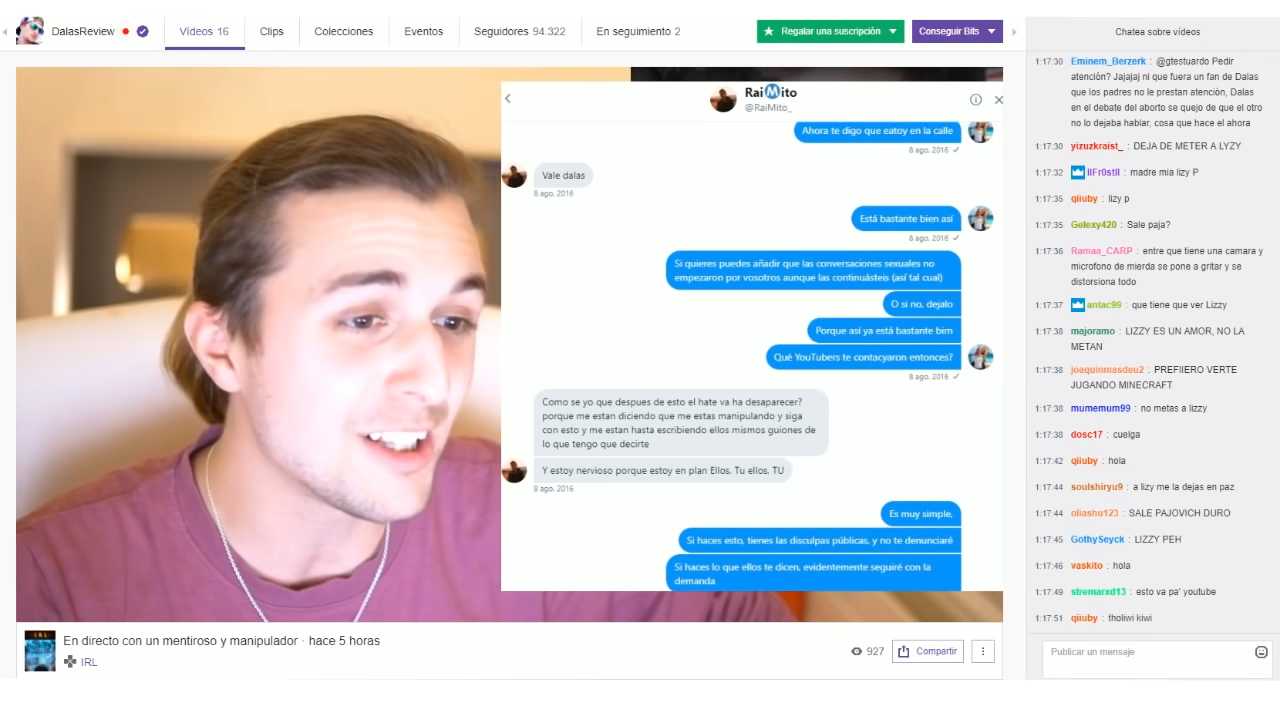 DalasReview
Vídeos 16
Clips
Colecciones
Eventos
Seguidores 94.322
En seguimiento 2
Regalar una suscripción
Conseguir Bits
RaiMito
@RaiMito_
Ahora te digo que eatoy en la calle
8 ago. 2016
Vale dalas
8 ago. 2016
Está bastante bien así
8 ago. 2016
Si quieres puedes añadir que las conversaciones sexuales no
empezaron por vosotros aunque las continuásteis (así tal cual)
O si no, dejalo
Porque así ya está bastante birn
Qué YouTubers te contacyaron entonces?
8 ago. 2016
Como se yo que despues de esto el hate va ha desaparecer?
porque me estan diciendo que me estas manipulando y siga
con esto y me estan hasta escribiendo ellos mismos guiones de
lo que tengo que decirte
Y estoy nervioso porque estoy en plan Ellos, Tu ellos, TU
8 ago. 2016
Es muy simple,
Si haces esto, tienes las disculpas públicas, y no te denunciaré
Si haces lo que ellos te dicen, evidentemente seguiré con la
demanda
En directo con un mentiroso y manipulador · hace 5 horas
IRL
927
Compartir
Chatea sobre vídeos
1:17:30 Eminem_Berzerk : @gtestuardo Pedir
atención? Jajajaj ni que fuera un fan de Dalas
que los padres no le prestan atención, Dalas
en el debate del aborto se quejo de que el otro
no lo dejaba hablar, cosa que hace el ahora
1:17:30 yizuzkraist_ : DEJA DE METER A LYZY
1:17:32 llFr0stll : madre mia lizy P
1:17:35 qiiuby : lizy p
1:17:35 Gelexy420 : Sale paja?
1:17:36 Ramaa_CARP : entre que tiene una camara y
microfono de mierda se pone a gritar y se
distorsiona todo
1:17:37 antac99 : que tiene que ver Lizzy
1:17:38 majoramo : LIZZY ES UN AMOR, NO LA
METAN
1:17:38 joaquinmasdeu2 : PREFIIERO VERTE
JUGANDO MINECRAFT
1:17:38 mumemum99 : no metas a lizzy
1:17:38 dosc17 : cuelga
1:17:42 qiiuby : hola
1:17:44 soulshiryu9 : a lizy me la dejas en paz
1:17:44 oliashu123 : SALE PAJOVICH DURO
1:17:45 GothySeyck : LIZZY PEH
1:17:46 vaskito : hola
1:17:49 stremarxd13 : esto va pa' youtube
1:17:51 qiiuby : tholiwi kiwi
Publicar un mensaje